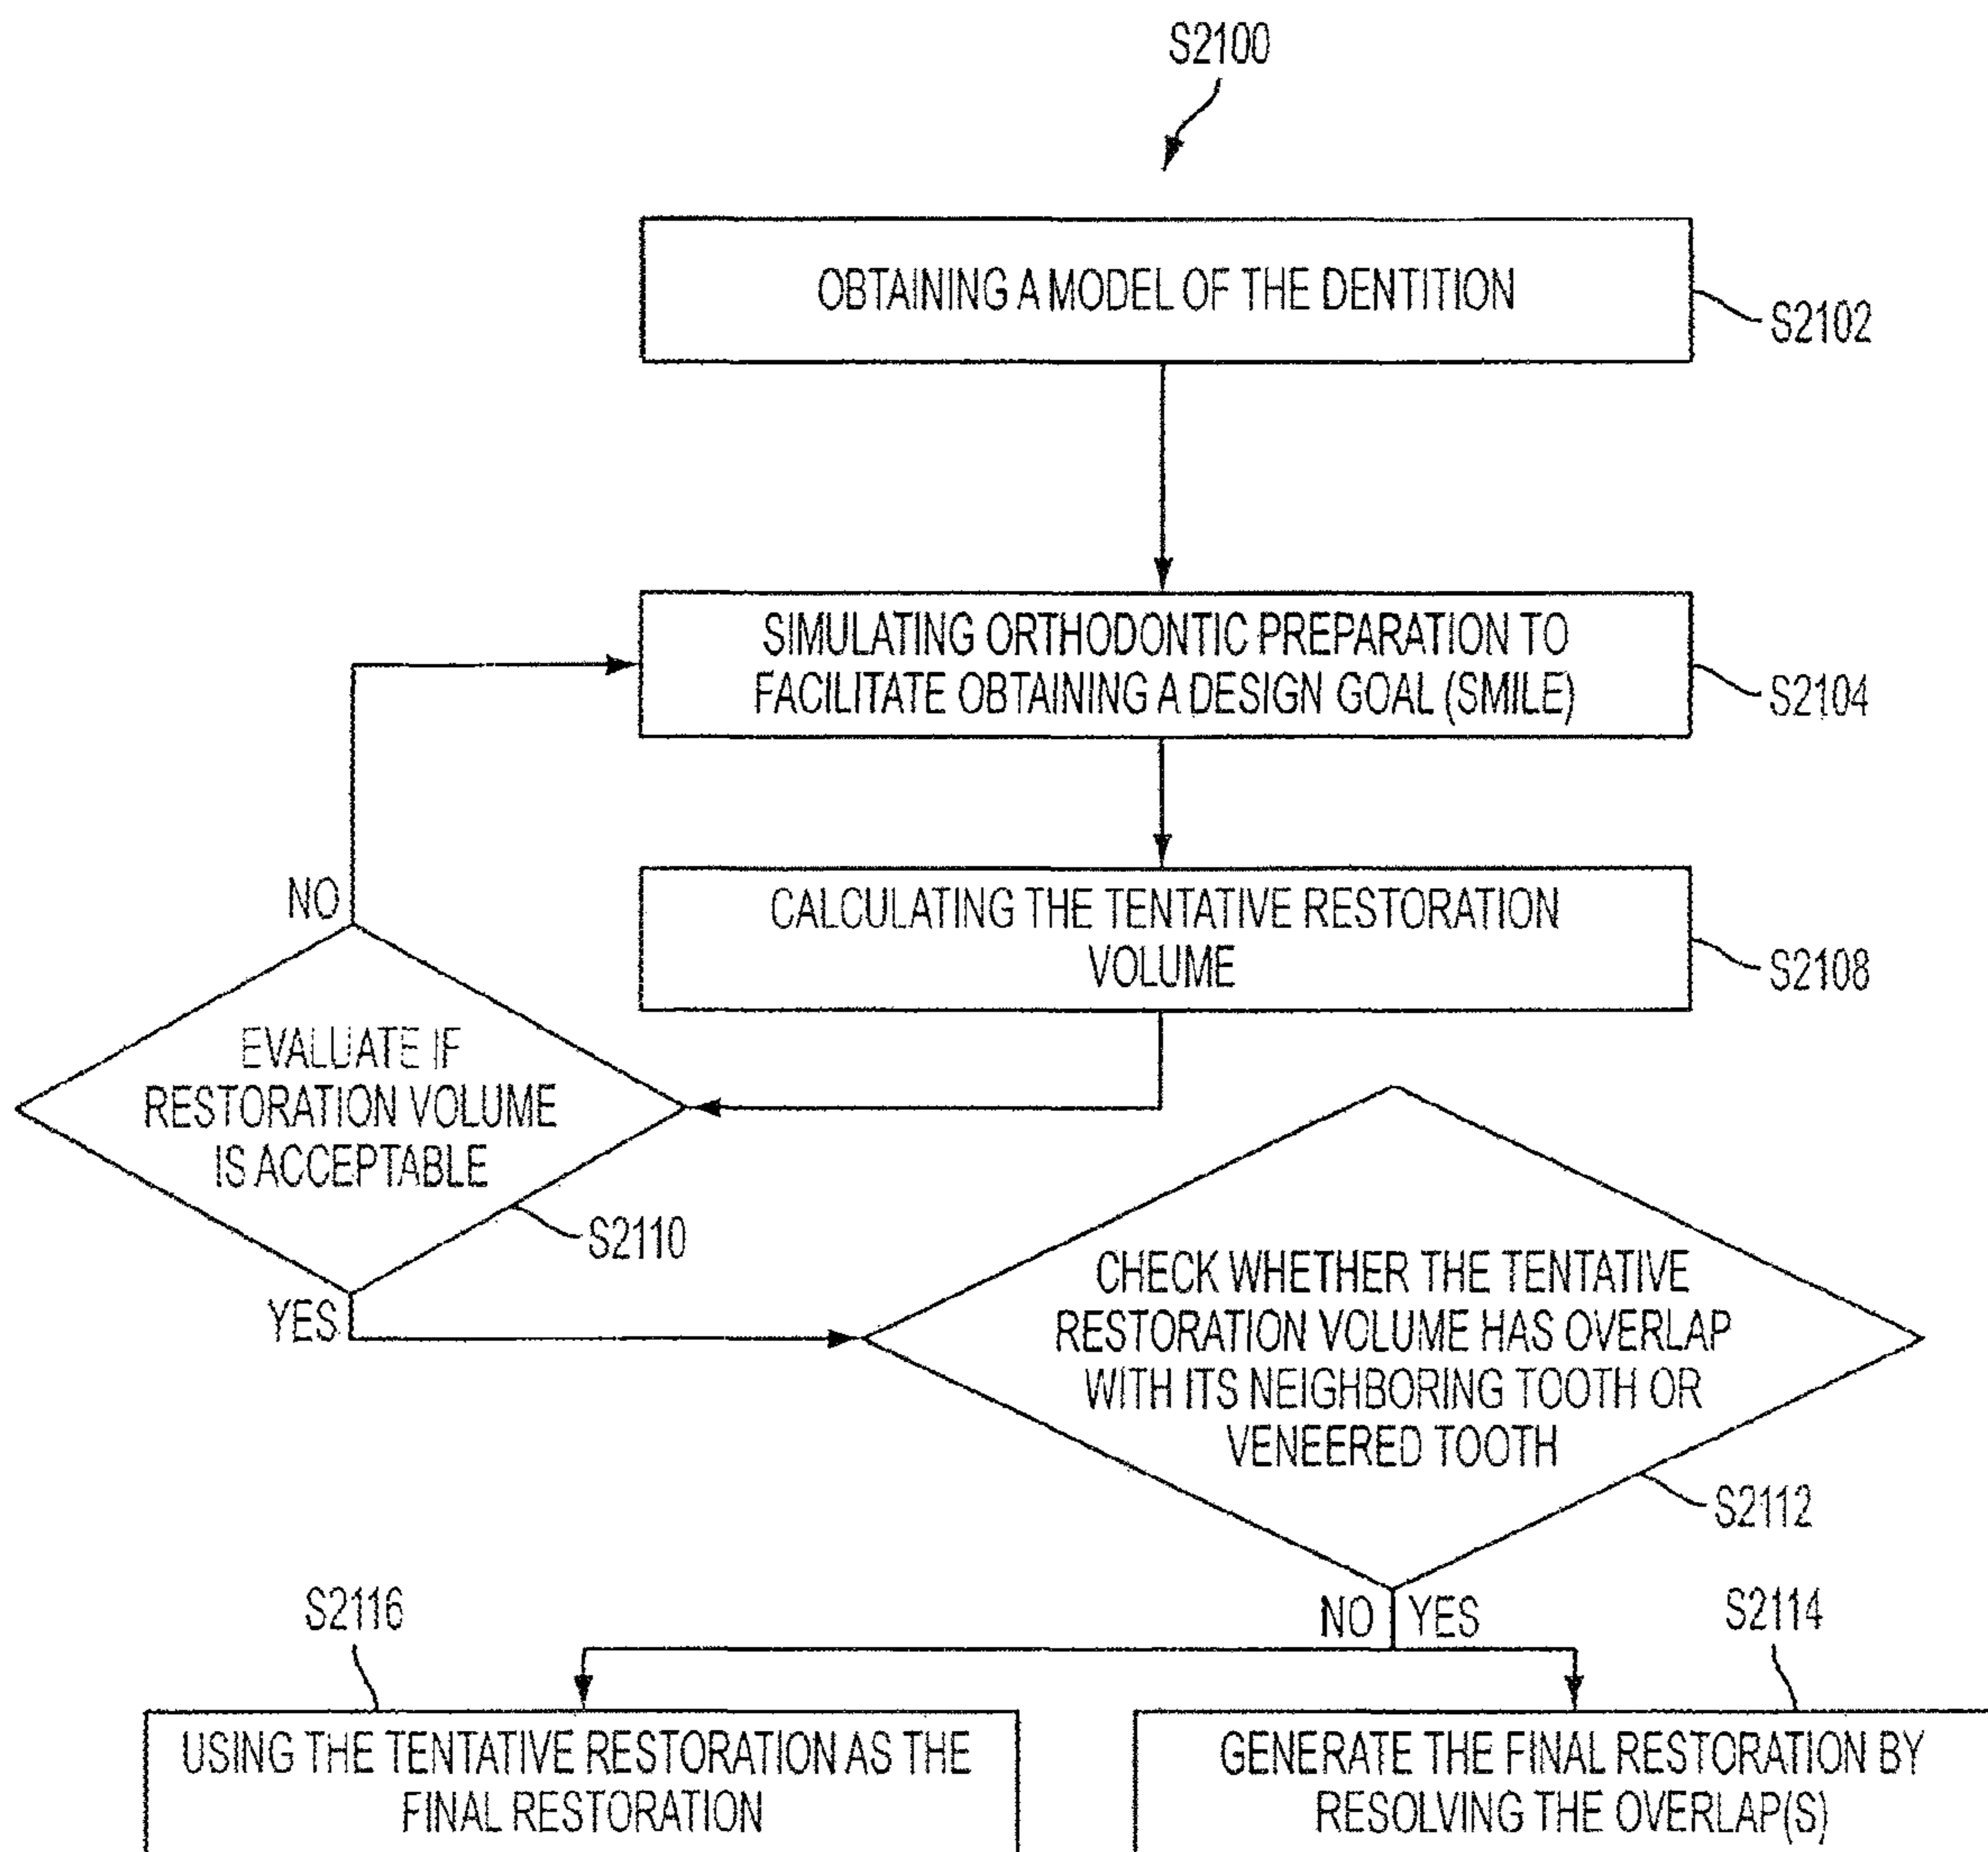 S2100
OBTAINING A MODEL OF THE DENTITION
S2102
SIMULATING ORTHODONTIC PREPARATION TO
FACILITATE OBTAINING A DESIGN GOAL (SMILE)
S2104
CALCULATING THE TENTATIVE RESTORATION
VOLUME
S2108
NO
EVALUATE IF
RESTORATION VOLUME
IS ACCEPTABLE
S2110
YES
CHECK WHETHER THE TENTATIVE
RESTORATION VOLUME HAS OVERLAP
WITH ITS NEIGHBORING TOOTH OR
VENEERED TOOTH
S2112
NO
YES
S2116
S2114
USING THE TENTATIVE RESTORATION AS THE
FINAL RESTORATION
GENERATE THE FINAL RESTORATION BY
RESOLVING THE OVERLAP(S)